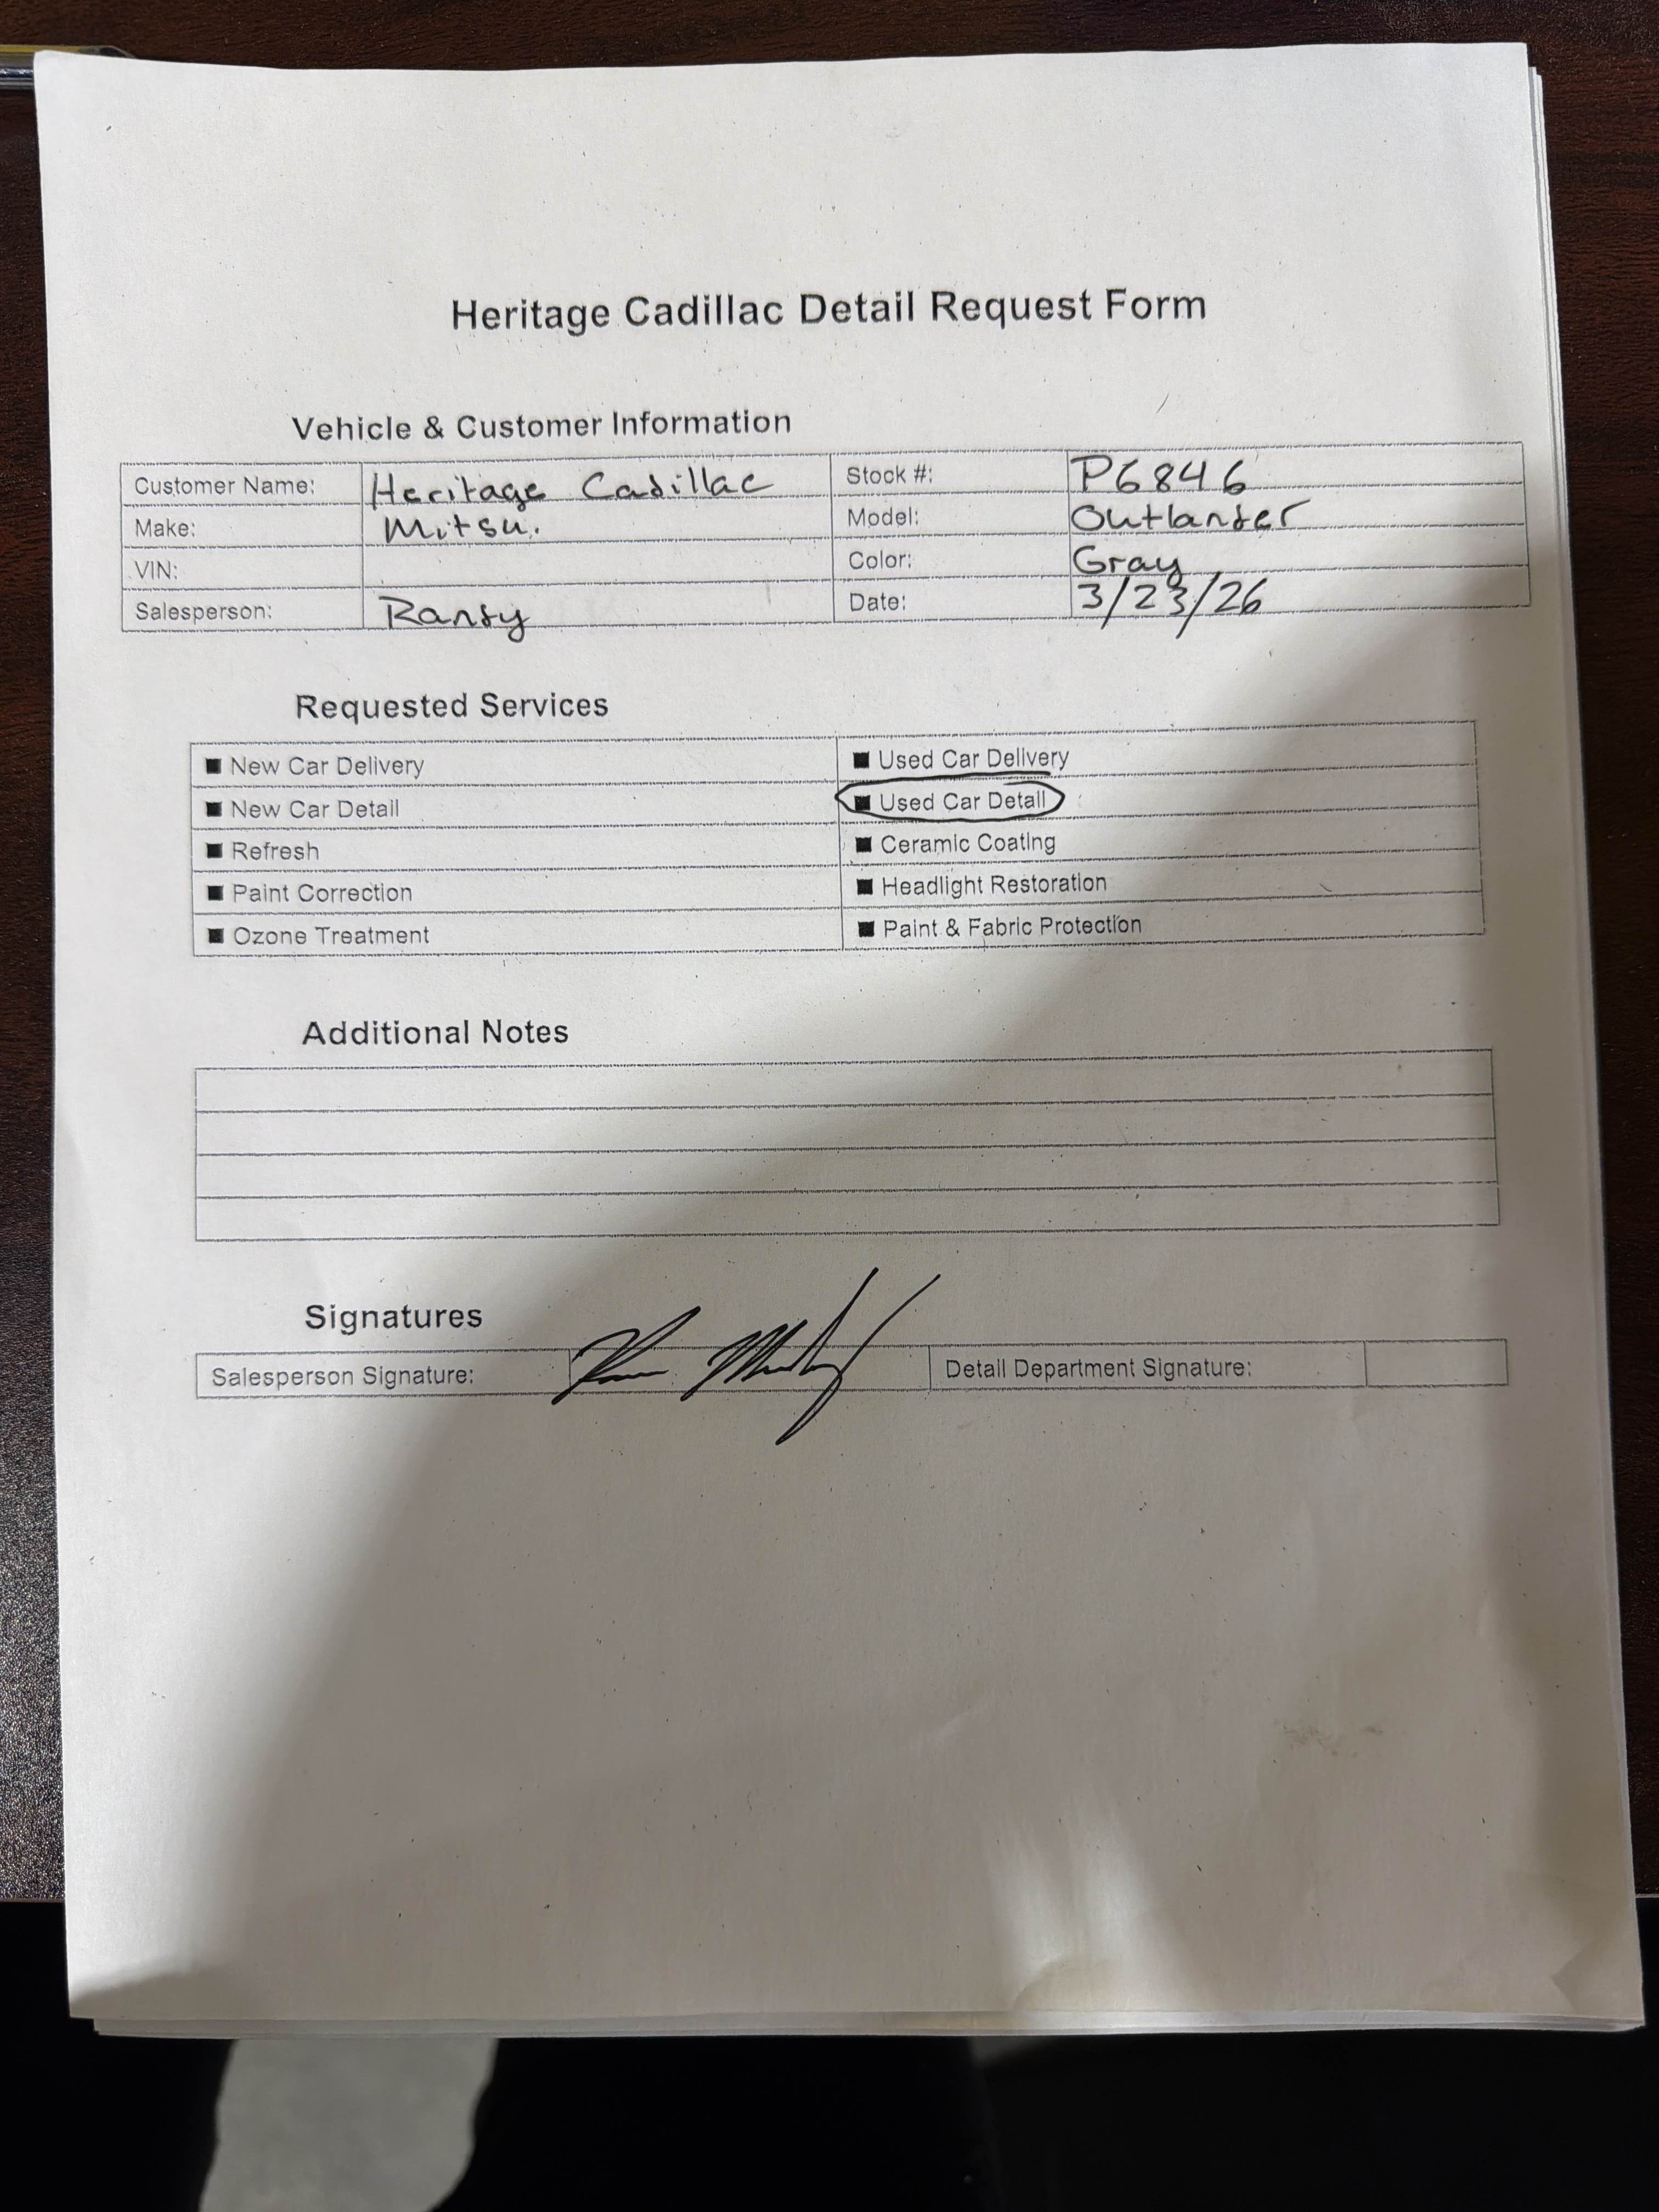 Heritage Cadillac Detail Request Form
Vehicle & Customer Information
Customer Name: Heritage Cadillac Stock #: P6846
Make: Mitsu. Model: Outlander
VIN: Color: Gray
Salesperson: Randy Date: 3/23/26
Requested Services
■ New Car Delivery ■ Used Car Delivery
■ New Car Detail ■ Used Car Detail
■ Refresh ■ Ceramic Coating
■ Paint Correction ■ Headlight Restoration
■ Ozone Treatment ■ Paint & Fabric Protection
Additional Notes
Signatures
Salesperson Signature: Detail Department Signature: